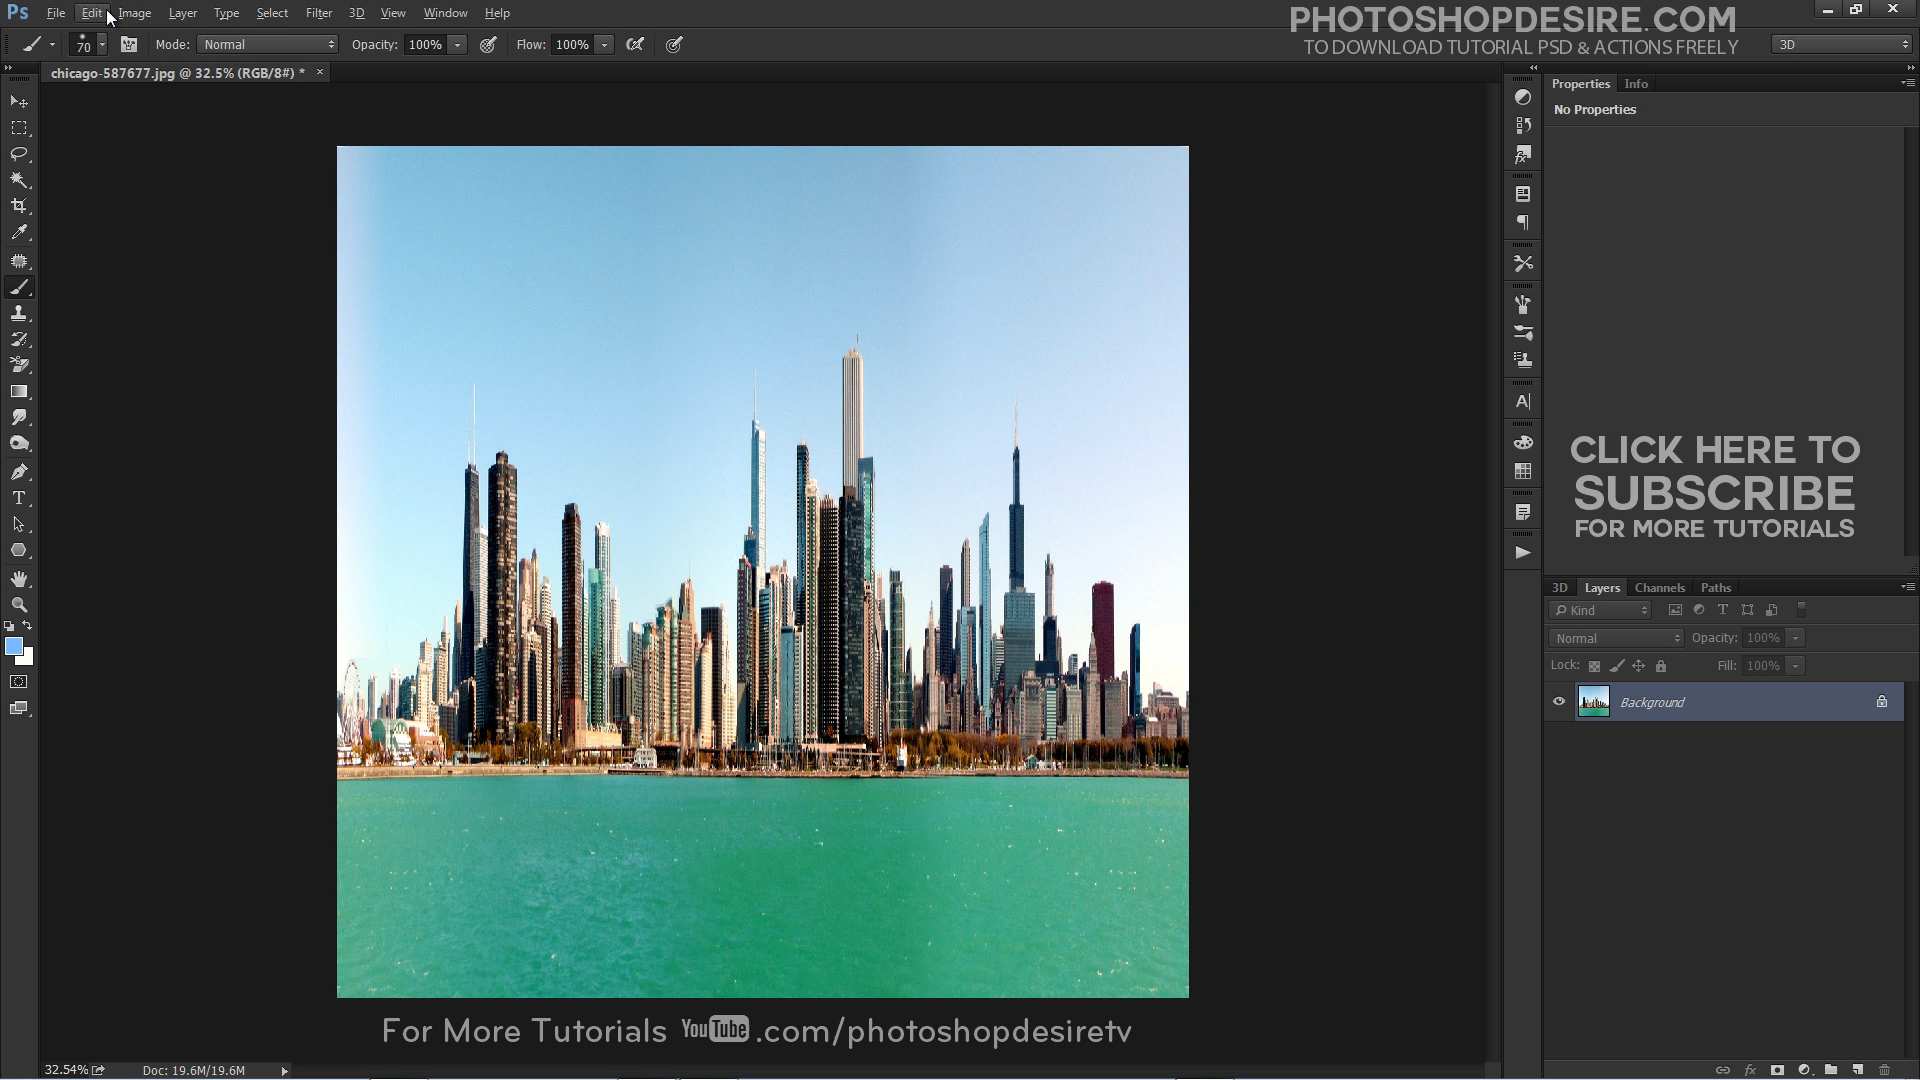 Ps File Edit Image Layer Type Select Filter 3D View Window Help
PHOTOSHOPDESIRE.COM
TO DOWNLOAD TUTORIAL PSD & ACTIONS FREELY
70 Mode: Normal Opacity: 100% Flow: 100% 3D
chicago-587677.jpg @ 32.5% (RGB/8#) * ×
Properties Info
No Properties
CLICK HERE TO
SUBSCRIBE
FOR MORE TUTORIALS
3D Layers Channels Paths
Kind
Normal Opacity: 100%
Lock: Fill: 100%
Background
For More Tutorials YouTube .com/photoshopdesiretv
32.54% Doc: 19.6M/19.6M